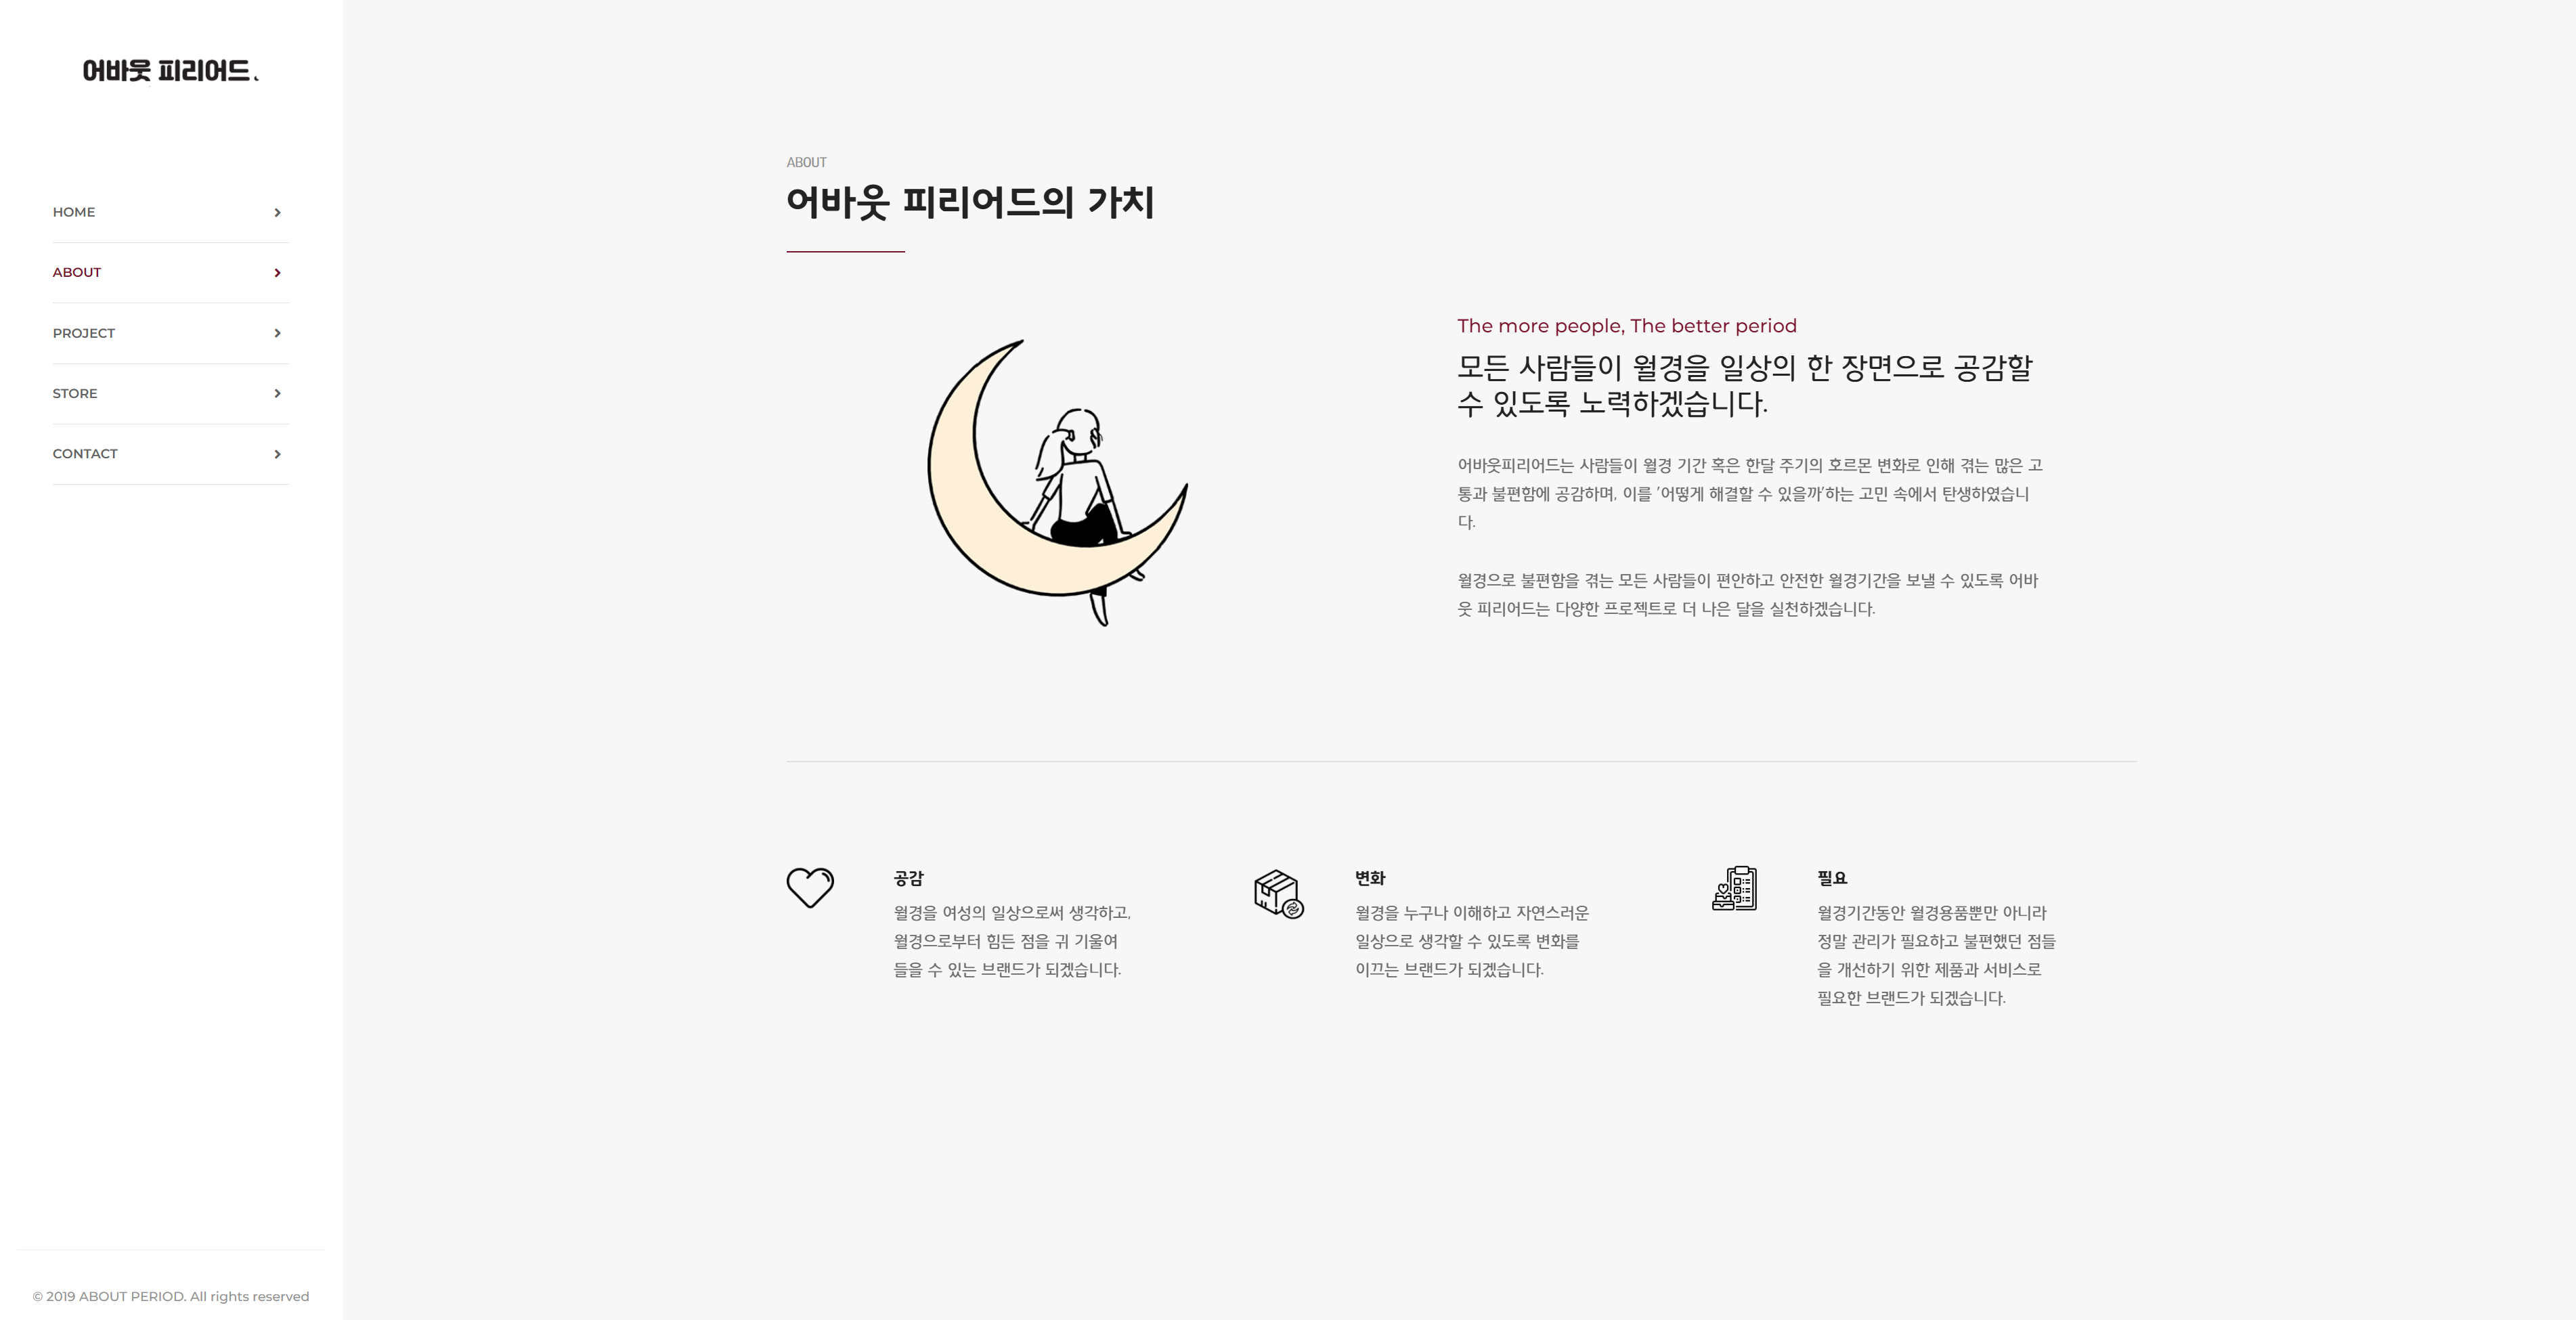 어바웃 피리어드.
HOME
ABOUT
PROJECT
STORE
CONTACT
© 2019 ABOUT PERIOD. All rights reserved
ABOUT
어바웃 피리어드의 가치
The more people, The better period
모든 사람들이 월경을 일상의 한 장면으로 공감할
수 있도록 노력하겠습니다.
어바웃피리어드는 사람들이 월경 기간 혹은 한달 주기의 호르몬 변화로 인해 겪는 많은 고
통과 불편함에 공감하며, 이를 '어떻게 해결할 수 있을까'하는 고민 속에서 탄생하였습니
다.
월경으로 불편함을 겪는 모든 사람들이 편안하고 안전한 월경기간을 보낼 수 있도록 어바
웃 피리어드는 다양한 프로젝트로 더 나은 달을 실천하겠습니다.
공감
월경을 여성의 일상으로써 생각하고,
월경으로부터 힘든 점을 귀 기울여
들을 수 있는 브랜드가 되겠습니다.
변화
월경을 누구나 이해하고 자연스러운
일상으로 생각할 수 있도록 변화를
이끄는 브랜드가 되겠습니다.
필요
월경기간동안 월경용품뿐만 아니라
정말 관리가 필요하고 불편했던 점들
을 개선하기 위한 제품과 서비스로
필요한 브랜드가 되겠습니다.